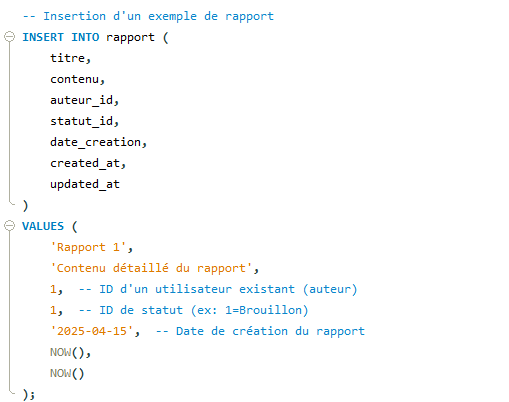 -- Insertion d'un exemple de rapport
INSERT INTO rapport (
titre,
contenu,
auteur_id,
statut_id,
date_creation,
created_at,
updated_at
)
VALUES (
'Rapport 1',
'Contenu détaillé du rapport',
1,  -- ID d'un utilisateur existant (auteur)
1,  -- ID de statut (ex: 1=Brouillon)
'2025-04-15',  -- Date de création du rapport
NOW(),
NOW()
);